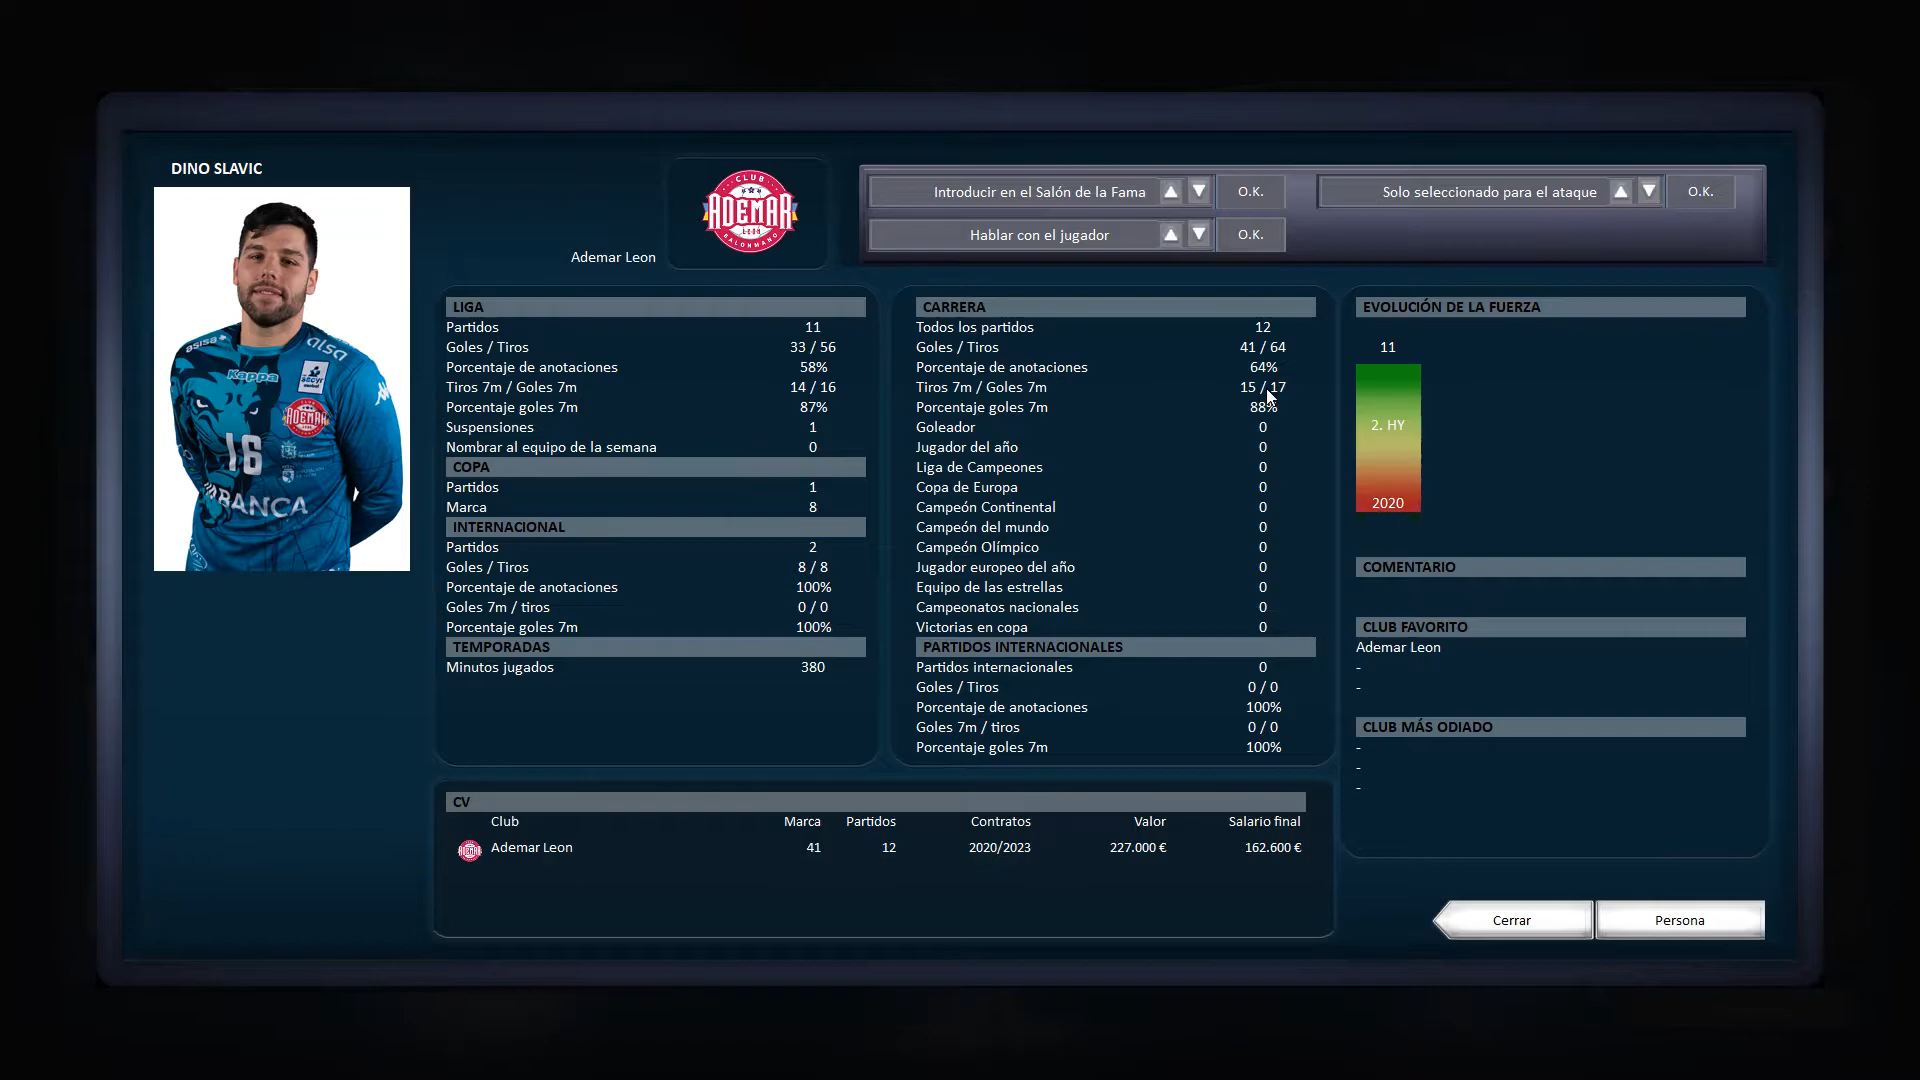 DINO SLAVIC
Ademar Leon
CLUB
ADEMAR
LEON
BALONMANO
Introducir en el Salón de la Fama
O.K.
Solo seleccionado para el ataque
O.K.
Hablar con el jugador
O.K.
asisa
alsa
Kappa
ADEMAR
16
ABANCA
LIGA
Partidos 11
Goles / Tiros 33 / 56
Porcentaje de anotaciones 58%
Tiros 7m / Goles 7m 14 / 16
Porcentaje goles 7m 87%
Suspensiones 1
Nombrar al equipo de la semana 0
COPA
Partidos 1
Marca 8
INTERNACIONAL
Partidos 2
Goles / Tiros 8 / 8
Porcentaje de anotaciones 100%
Goles 7m / tiros 0 / 0
Porcentaje goles 7m 100%
TEMPORADAS
Minutos jugados 380
CARRERA
Todos los partidos 12
Goles / Tiros 41 / 64
Porcentaje de anotaciones 64%
Tiros 7m / Goles 7m 15 / 17
Porcentaje goles 7m 88%
Goleador 0
Jugador del año 0
Liga de Campeones 0
Copa de Europa 0
Campeón Continental 0
Campeón del mundo 0
Campeón Olímpico 0
Jugador europeo del año 0
Equipo de las estrellas 0
Campeonatos nacionales 0
Victorias en copa 0
PARTIDOS INTERNACIONALES
Partidos internacionales 0
Goles / Tiros 0 / 0
Porcentaje de anotaciones 100%
Goles 7m / tiros 0 / 0
Porcentaje goles 7m 100%
EVOLUCIÓN DE LA FUERZA
11
2. HY
2020
COMENTARIO
CLUB FAVORITO
Ademar Leon
-
-
CLUB MÁS ODIADO
-
-
-
CV
Club Marca Partidos Contratos Valor Salario final
Ademar Leon 41 12 2020/2023 227.000 € 162.600 €
Cerrar
Persona